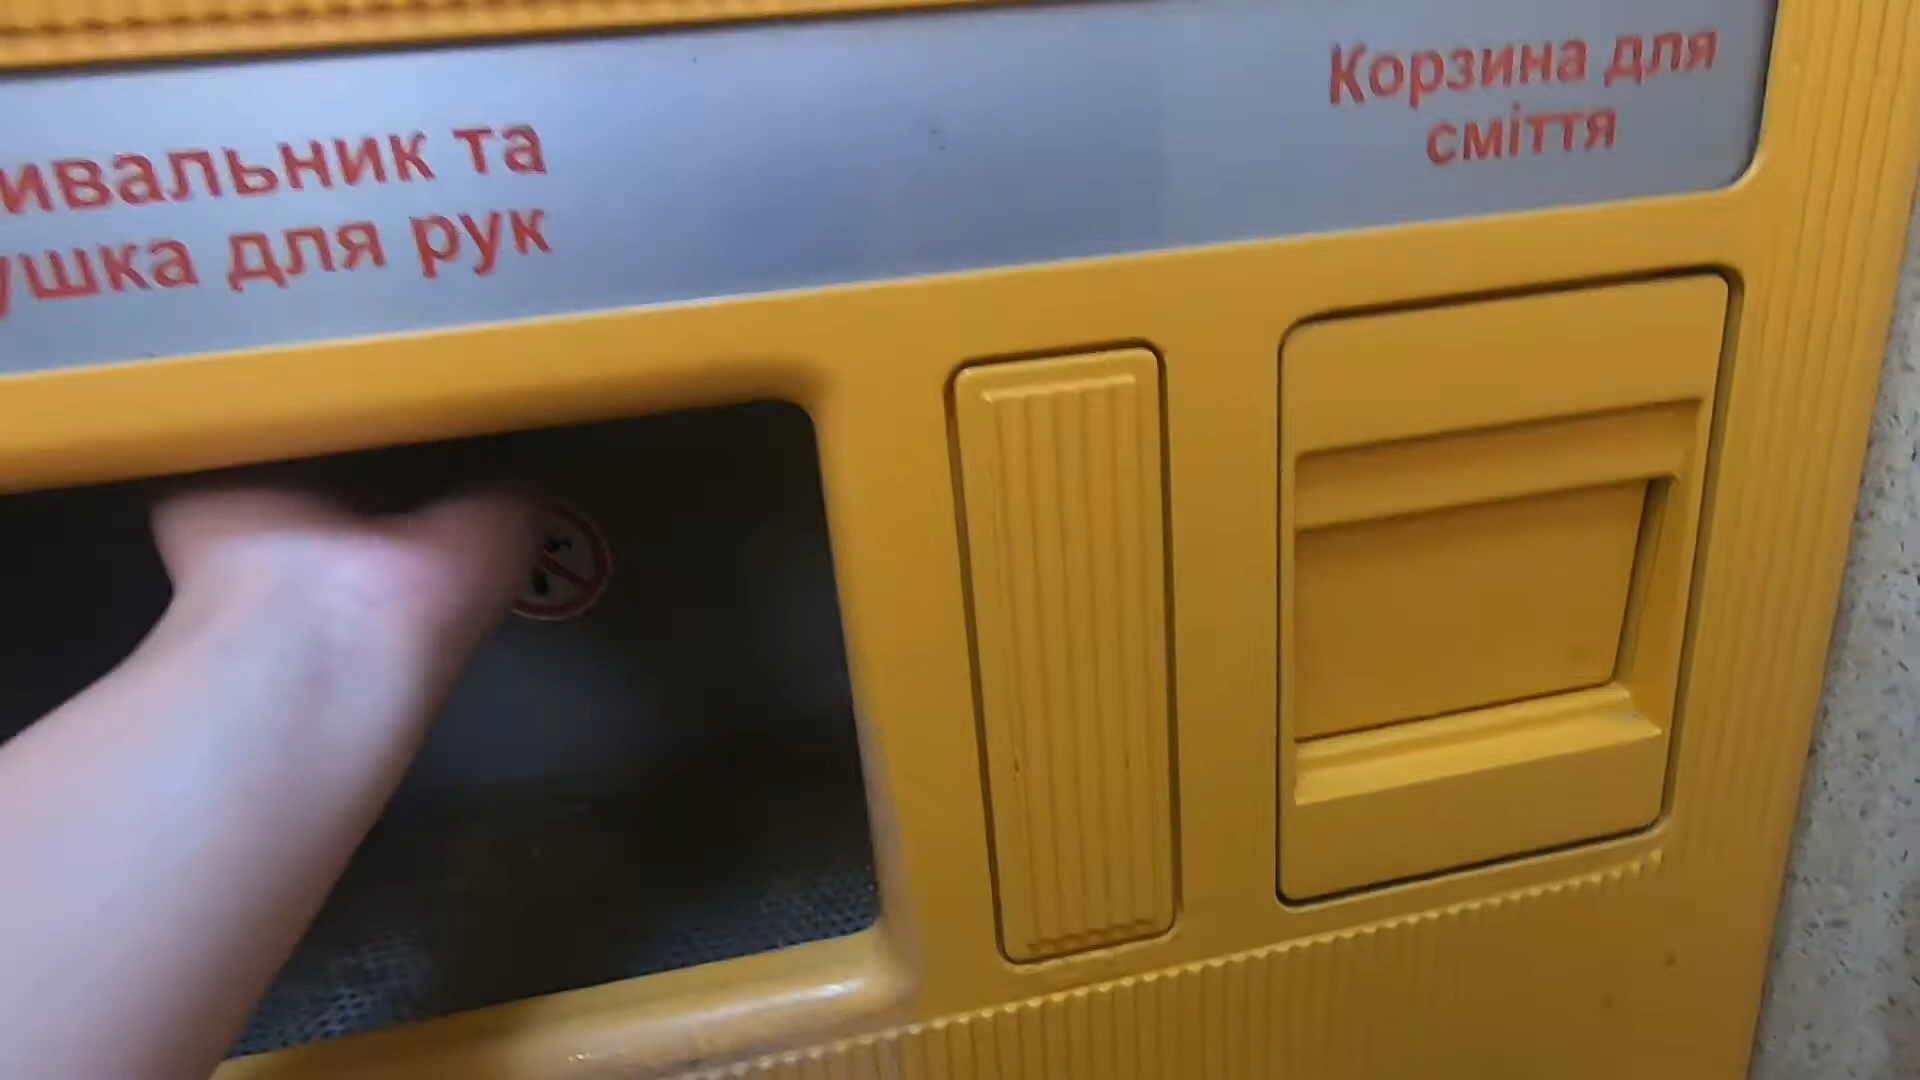 ивальник та
ушка для рук
Корзина для
сміття